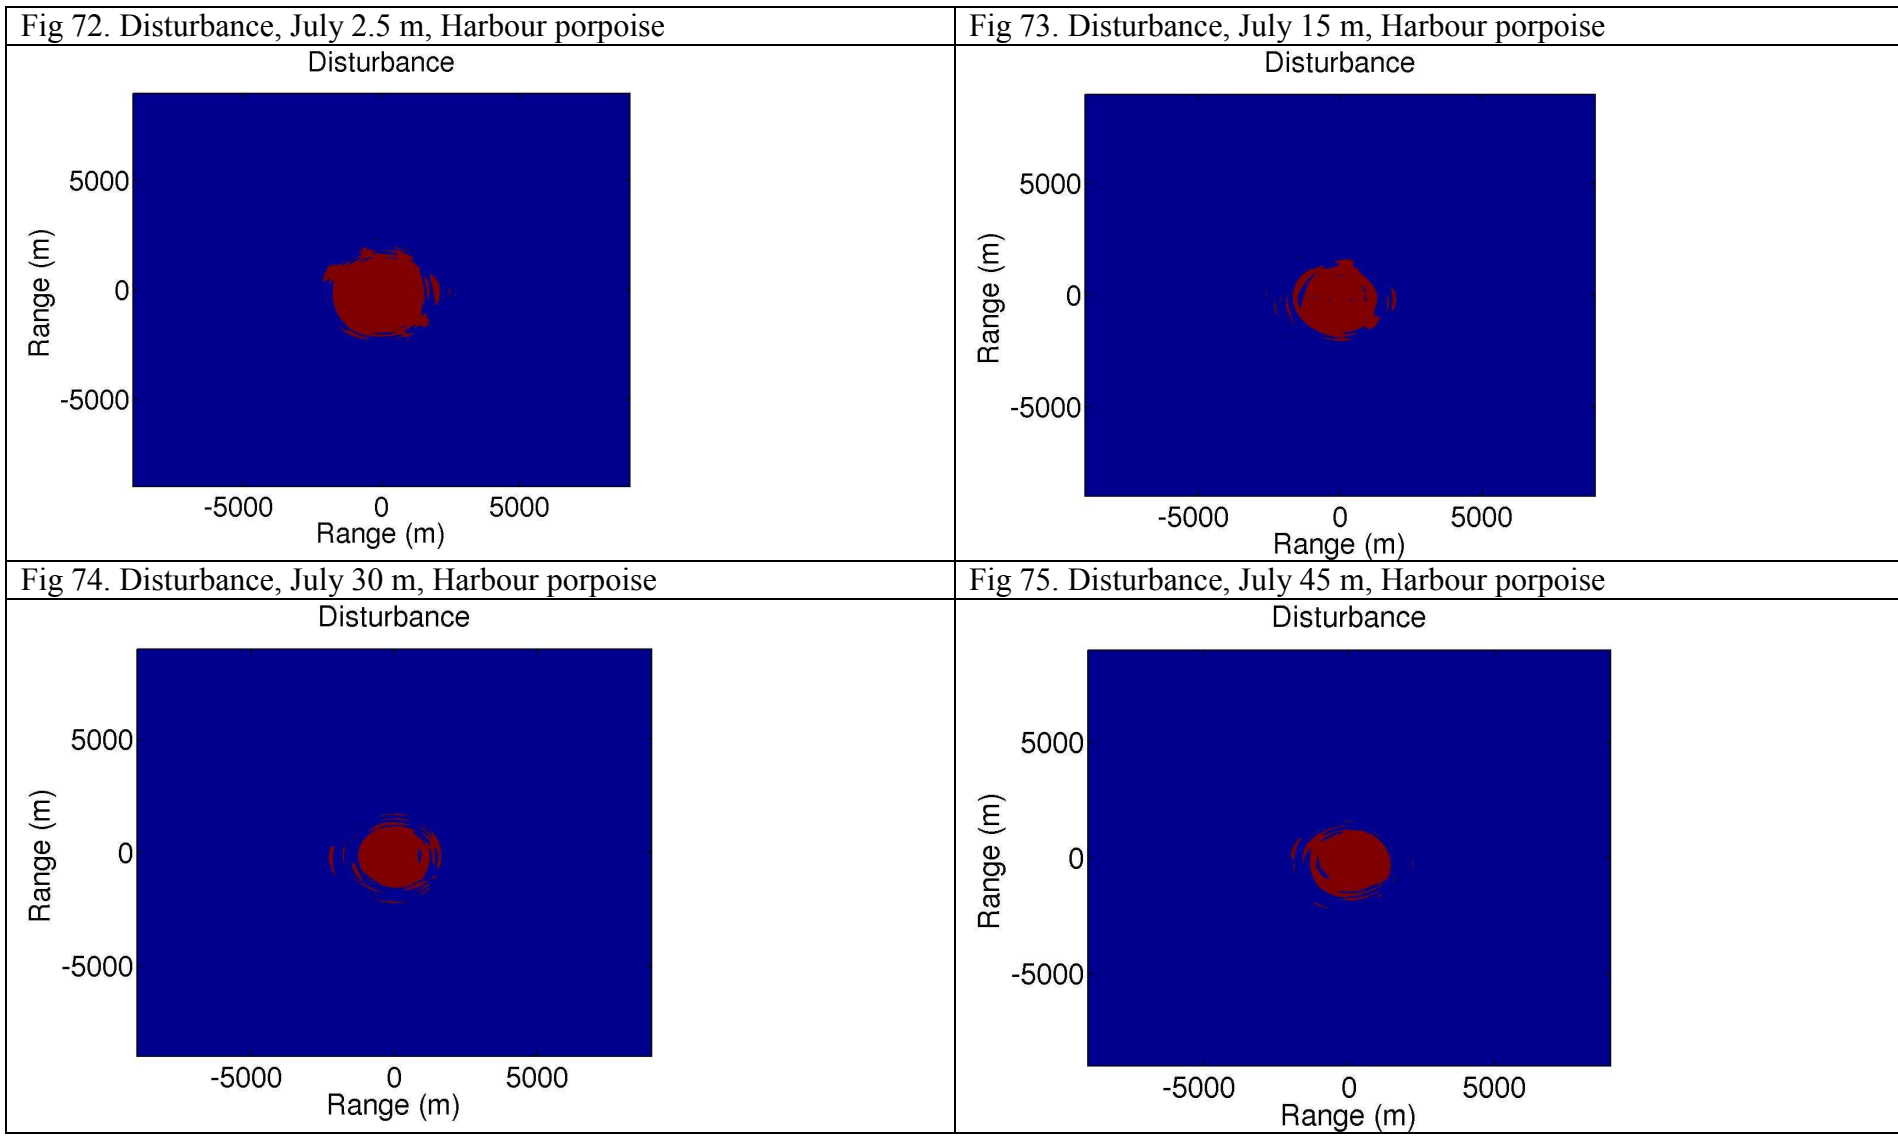 Fig 72. Disturbance, July 2.5 m, Harbour porpoise
Disturbance
5000
0
-5000
Range (m)
-5000 0 5000
Range (m)
Fig 73. Disturbance, July 15 m, Harbour porpoise
Disturbance
5000
0
-5000
Range (m)
-5000 0 5000
Range (m)
Fig 74. Disturbance, July 30 m, Harbour porpoise
Disturbance
5000
0
-5000
Range (m)
-5000 0 5000
Range (m)
Fig 75. Disturbance, July 45 m, Harbour porpoise
Disturbance
5000
0
-5000
Range (m)
-5000 0 5000
Range (m)